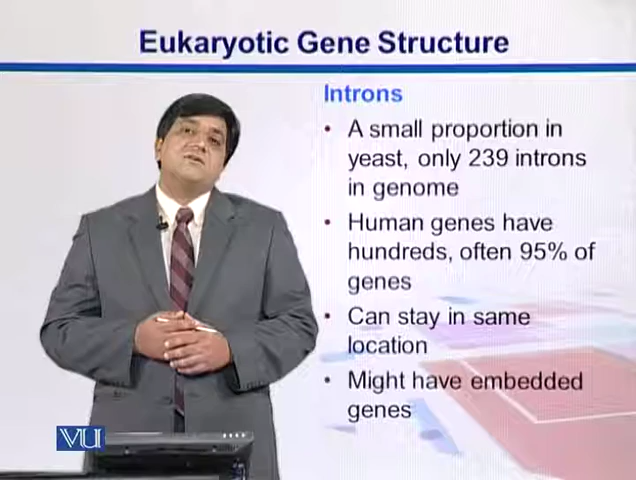 Eukaryotic Gene Structure
Introns
• A small proportion in
yeast, only 239 introns
in genome
• Human genes have
hundreds, often 95% of
genes
• Can stay in same
location
• Might have embedded
genes
VU